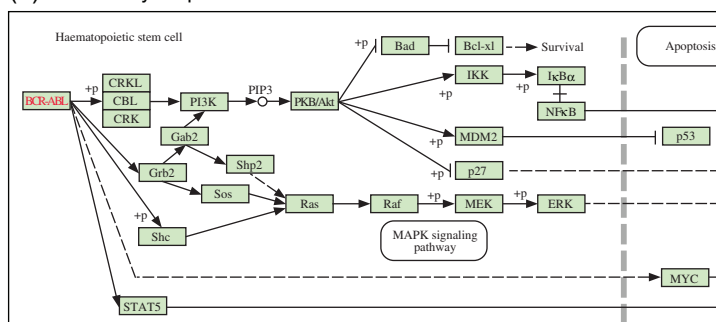 Haematopoietic stem cell
Apoptosis
+p
Bad
Bcl-xl
Survival
CRKL
+p
CBL
CRK
BCR-ABL
PI3K
PIP3
PKB/Akt
+p
IKK
+p
IκBα
NFκB
Gab2
+p
MDM2
p53
Grb2
Shp2
+p
p27
Sos
Ras
Raf
+p
MEK
+p
ERK
+p
Shc
MAPK signaling
pathway
MYC
STAT5